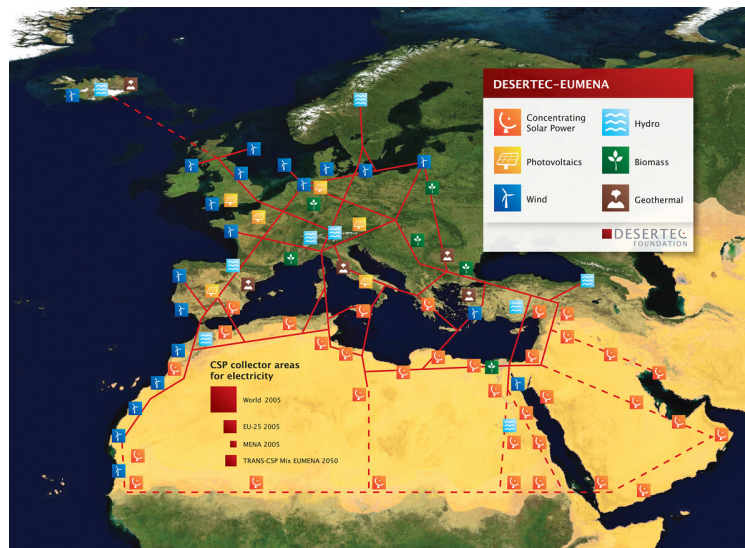 DESERTEC-EUMENA
Concentrating
Solar Power
Hydro
Photovoltaics
Biomass
Wind
Geothermal
DESERTEC
FOUNDATION
CSP collector areas
for electricity
World 2005
EU-25 2005
MENA 2005
TRANS-CSP Mix EUMENA 2050